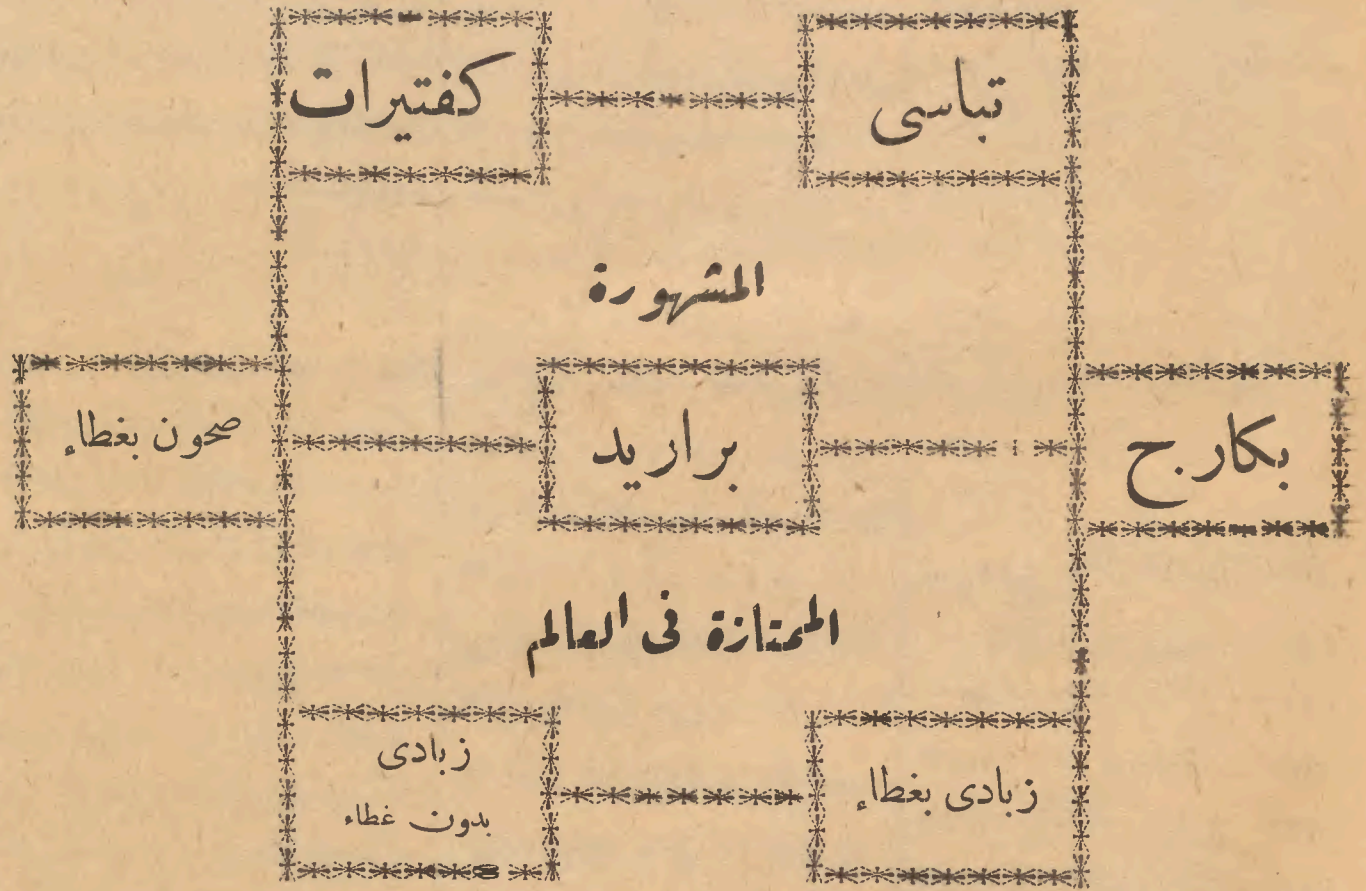 تباسى
كفتيرات
المشهورة
بكارج
براريد
صحون بغطاء
الممتازة فى العالم
زبادى بغطاء
زبادى
بدون غطاء